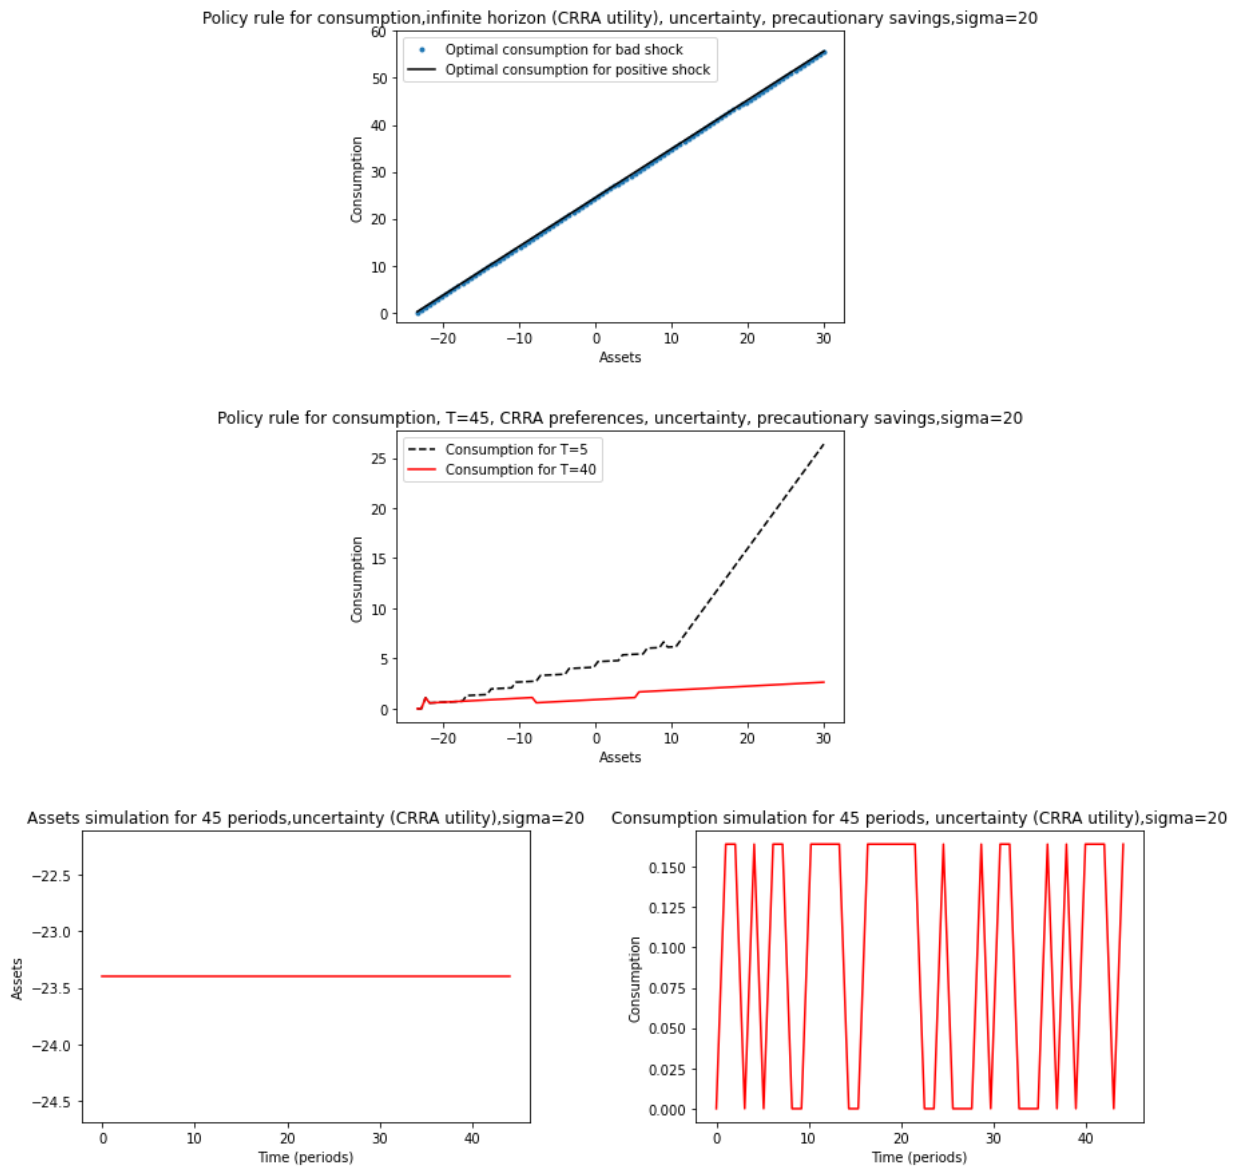 Policy rule for consumption,infinite horizon (CRRA utility), uncertainty, precautionary savings,sigma=20
60
50
40
30
20
10
0
Consumption
Optimal consumption for bad shock
Optimal consumption for positive shock
−20
−10
0
10
20
30
Assets
Policy rule for consumption, T=45, CRRA preferences, uncertainty, precautionary savings,sigma=20
25
20
15
10
5
0
Consumption
Consumption for T=5
Consumption for T=40
−20
−10
0
10
20
30
Assets
Assets simulation for 45 periods,uncertainty (CRRA utility),sigma=20
−22.5
−23.0
−23.5
−24.0
−24.5
Assets
0
10
20
30
40
Time (periods)
Consumption simulation for 45 periods, uncertainty (CRRA utility),sigma=20
0.150
0.125
0.100
0.075
0.050
0.025
0.000
Consumption
0
10
20
30
40
Time (periods)